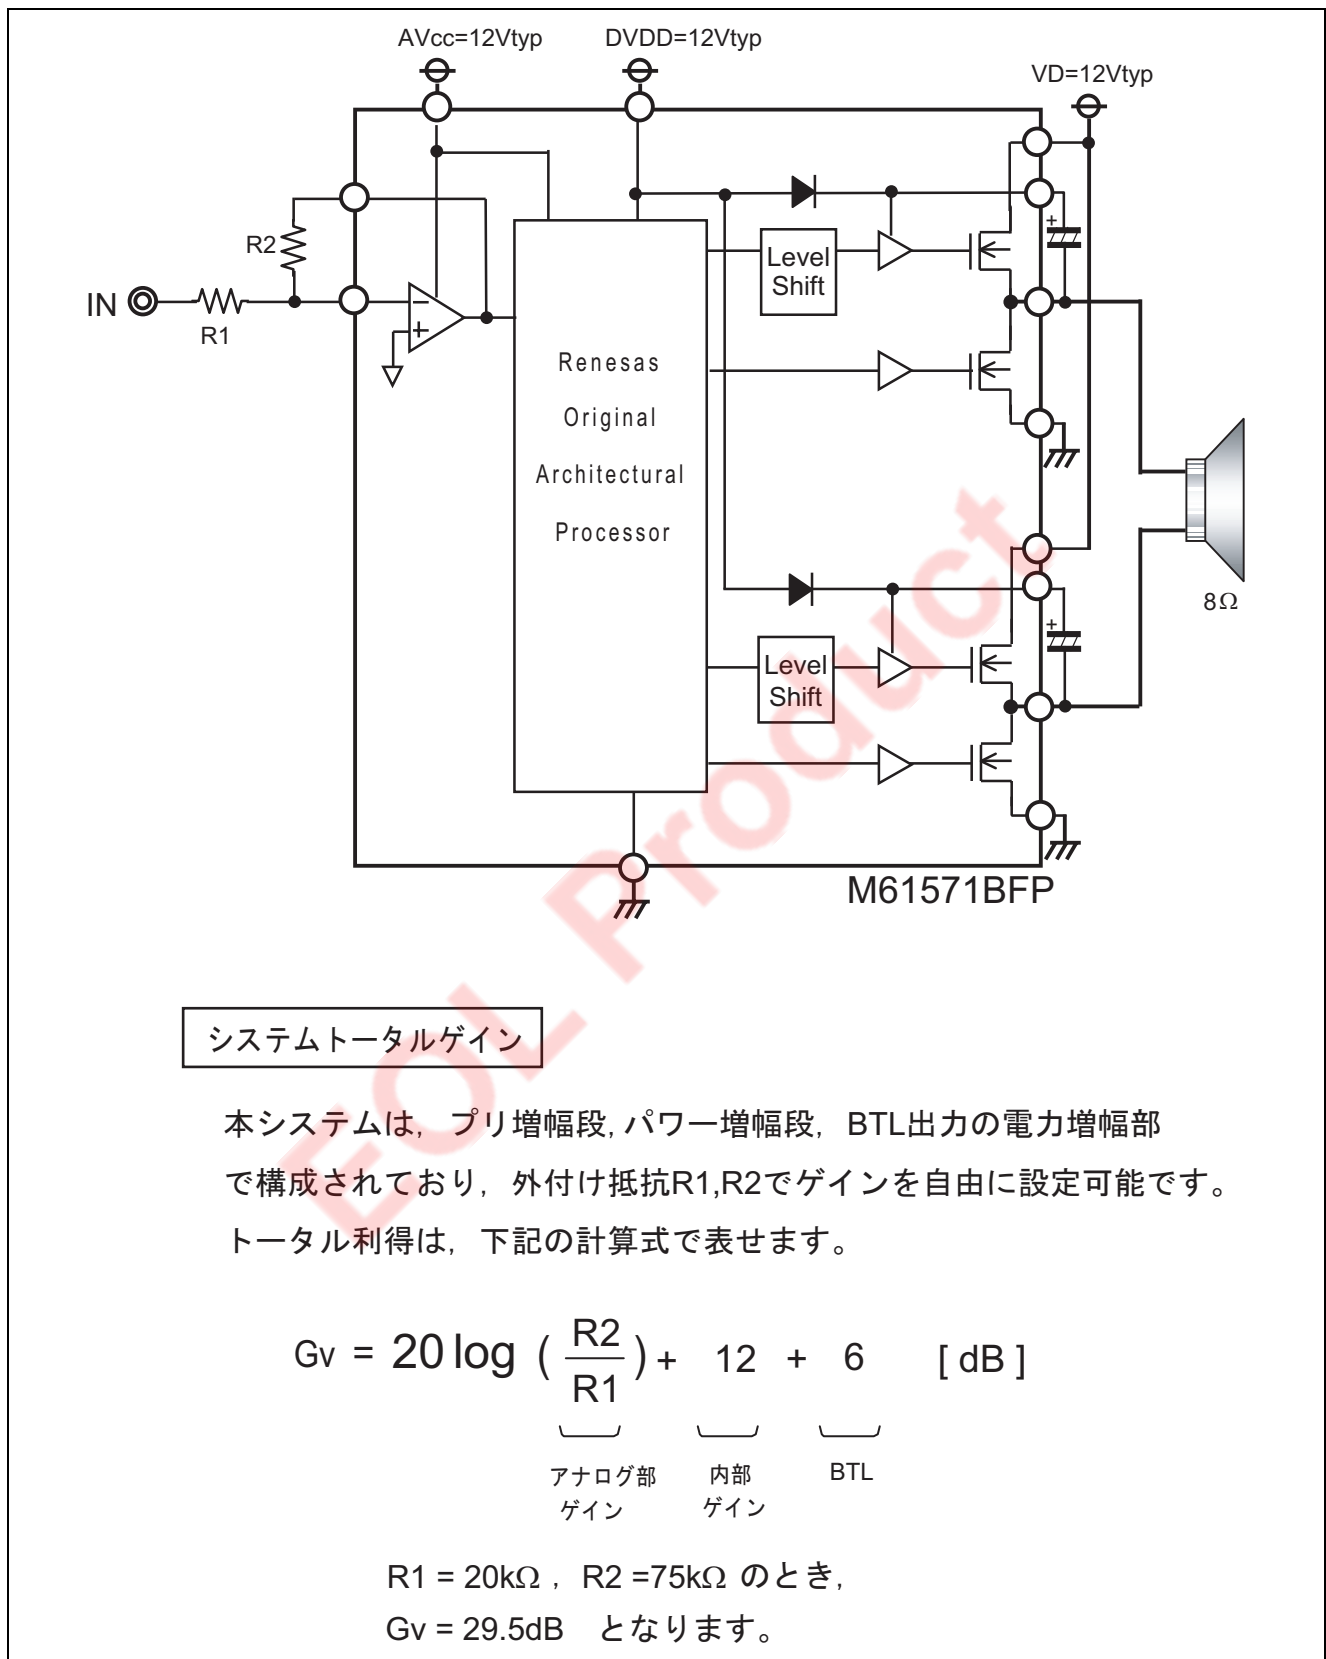 AVcc=12Vtyp
DVDD=12Vtyp
VD=12Vtyp
R2
IN
R1
−
+
Level
Shift
+
Renesas
Original
Architectural
Processor
8Ω
Level
Shift
+
M61571BFP
EOL Product
システムトータルゲイン
本システムは, プリ増幅段, パワー増幅段, BTL出力の電力増幅部
で構成されており, 外付け抵抗R1,R2でゲインを自由に設定可能です。
トータル利得は, 下記の計算式で表せます。
Gv = 20 log ( R2 / R1 ) + 12 + 6 [ dB ]
アナログ部 内部 BTL
ゲイン ゲイン
R1 = 20kΩ , R2 =75kΩ のとき,
Gv = 29.5dB となります。